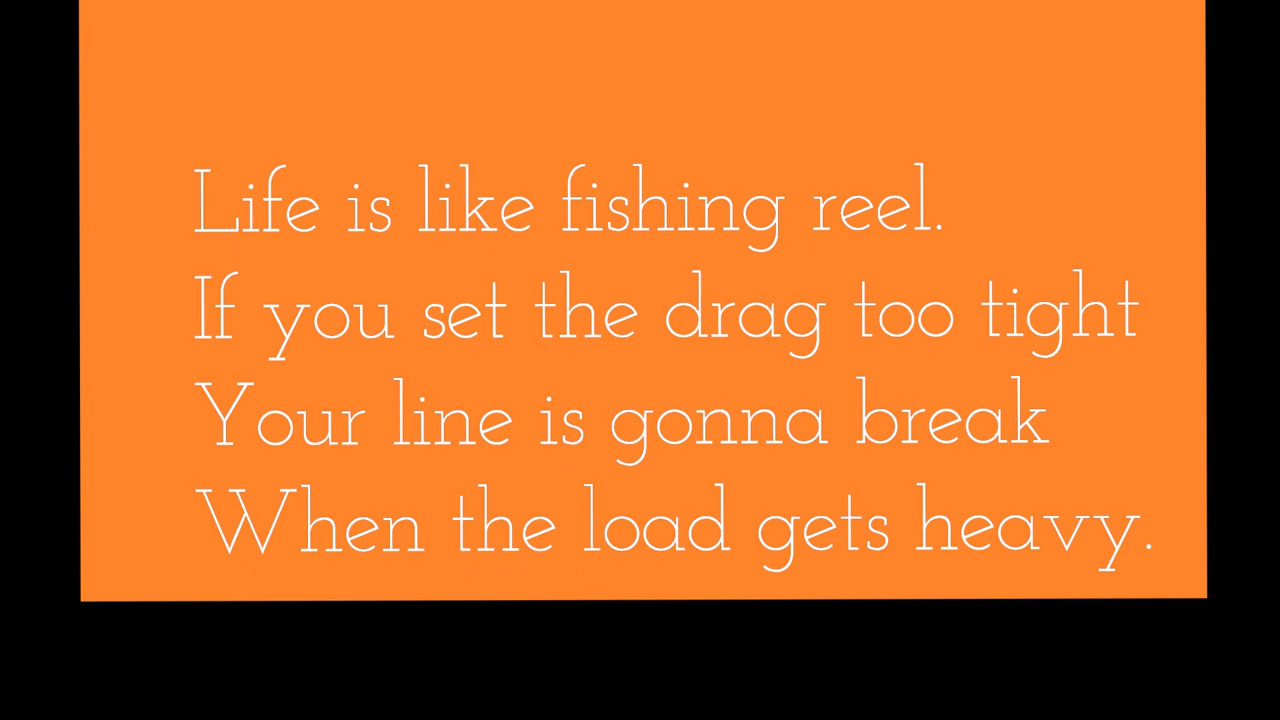 Life is like fishing reel.
If you set the drag too tight
Your line is gonna break
When the load gets heavy.